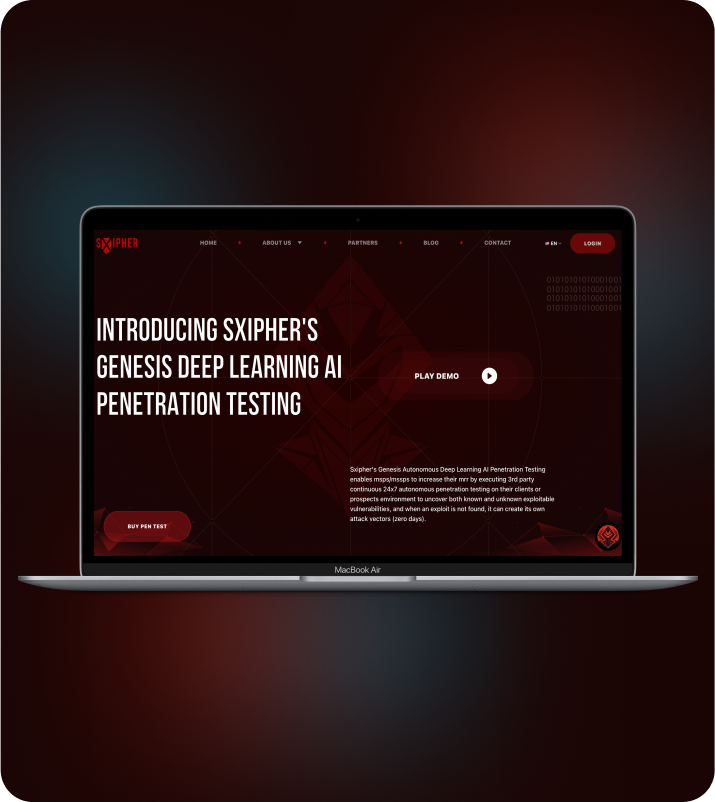 SXIPHER
HOME
ABOUT US
PARTNERS
BLOG
CONTACT
EN
LOGIN
01010101010001001
01010101010001001
01010101010001001
01010101010001001
INTRODUCING SXIPHER'S
GENESIS DEEP LEARNING AI
PENETRATION TESTING
PLAY DEMO
Sxipher's Genesis Autonomous Deep Learning AI Penetration Testing
enables msps/mssps to increase their mrr by executing 3rd party
continuous 24x7 autonomous penetration testing on their clients or
prospects environment to uncover both known and unknown exploitable
vulnerabilities, and when an exploit is not found, it can create its own
attack vectors (zero days).
BUY PEN TEST
MacBook Air